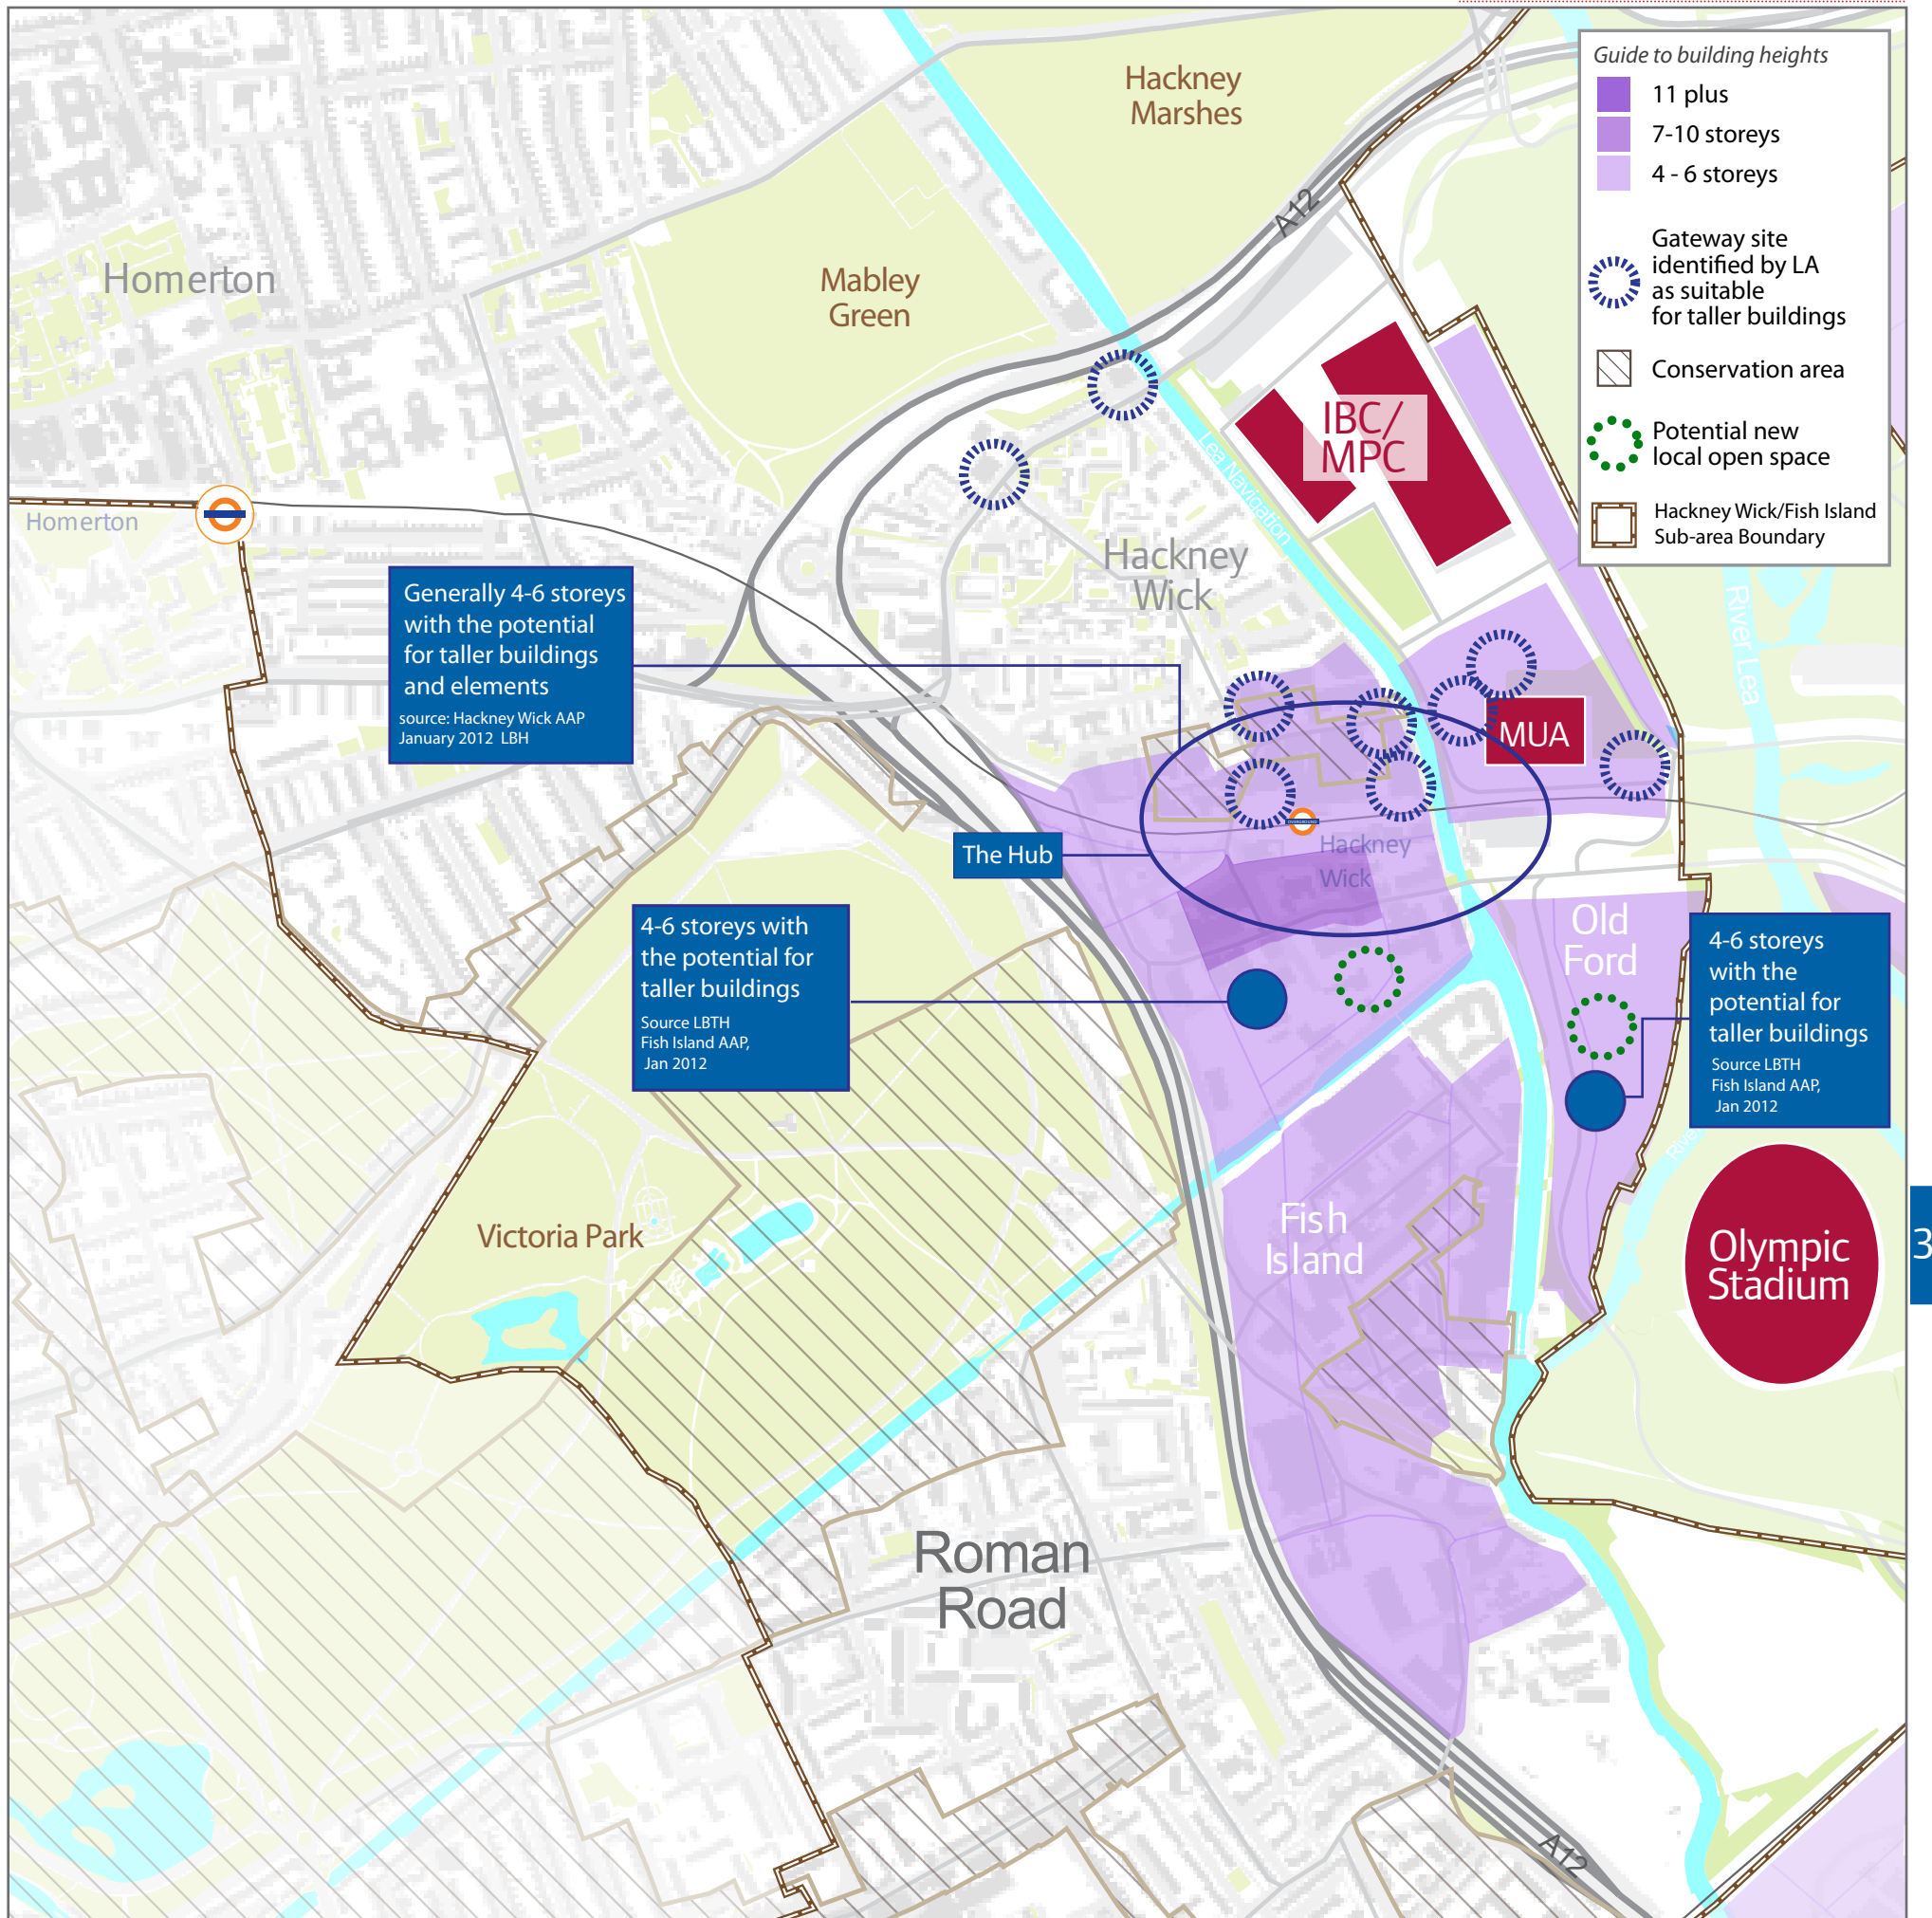 Guide to building heights
11 plus
7-10 storeys
4 - 6 storeys
Gateway site
identified by LA
as suitable
for taller buildings
Conservation area
Potential new
local open space
Hackney Wick/Fish Island
Sub-area Boundary
Hackney
Marshes
A12
Homerton
Mabley
Green
IBC/
MPC
Lea Navigation
Homerton
Hackney
Wick
River Lea
Generally 4-6 storeys
with the potential
for taller buildings
and elements
source: Hackney Wick AAP
January 2012 LBH
MUA
The Hub
Hackney
Wick
4-6 storeys with
the potential for
taller buildings
Source LBTH
Fish Island AAP,
Jan 2012
Old
Ford
4-6 storeys
with the
potential for
taller buildings
Source LBTH
Fish Island AAP,
Jan 2012
River
Victoria Park
Fish
Island
Olympic
Stadium
3
Roman
Road
A12